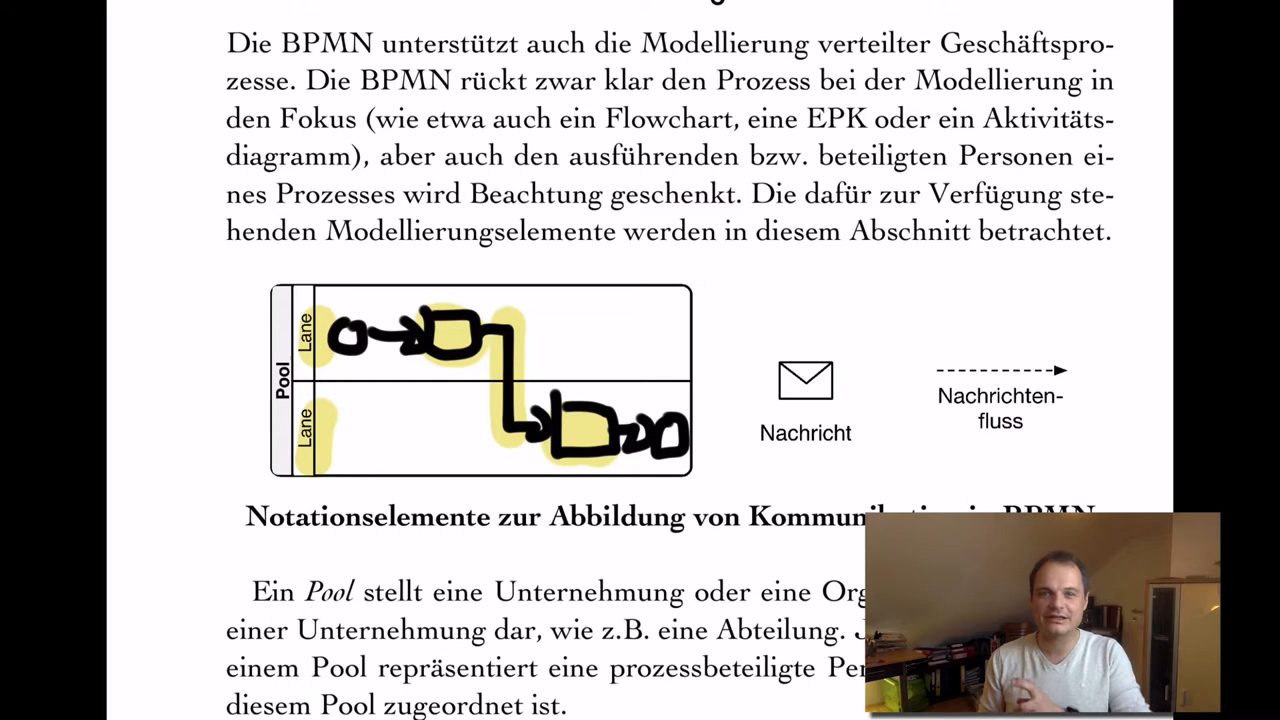 Die BPMN unterstützt auch die Modellierung verteilter Geschäftspro-
zesse. Die BPMN rückt zwar klar den Prozess bei der Modellierung in
den Fokus (wie etwa auch ein Flowchart, eine EPK oder ein Aktivitäts-
diagramm), aber auch den ausführenden bzw. beteiligten Personen ei-
nes Prozesses wird Beachtung geschenkt. Die dafür zur Verfügung ste-
henden Modellierungselemente werden in diesem Abschnitt betrachtet.
Pool
Lane
Lane
Nachricht
Nachrichten-
fluss
Notationselemente zur Abbildung von
Ein Pool stellt eine Unternehmung oder eine
einer Unternehmung dar, wie z.B. eine Abteilung.
einem Pool repräsentiert eine prozessbeteiligte
diesem Pool zugeordnet ist.